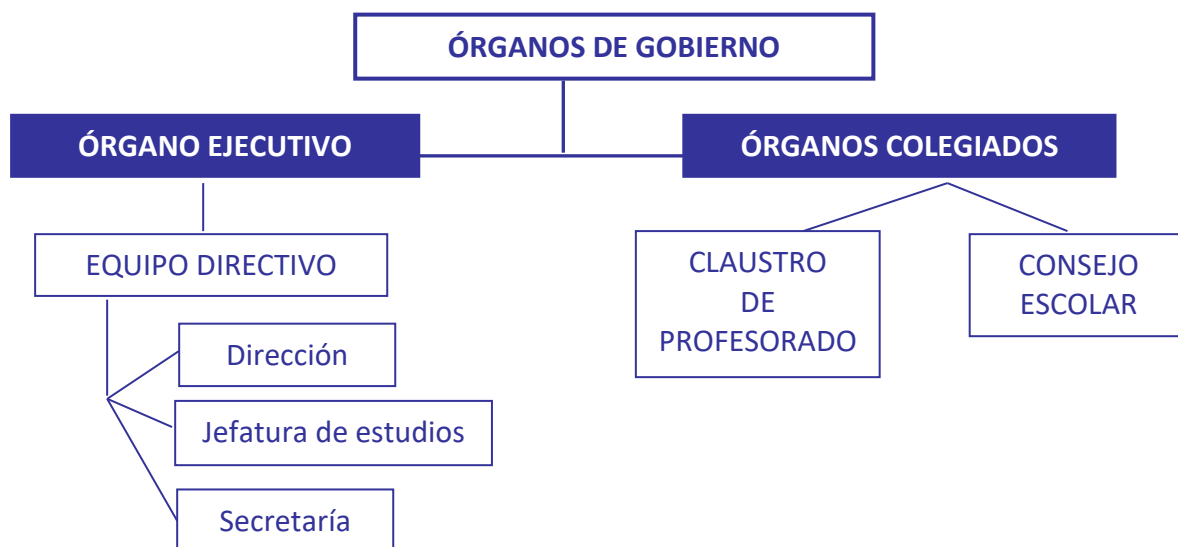 ÓRGANOS DE GOBIERNO
ÓRGANO EJECUTIVO
ÓRGANOS COLEGIADOS
EQUIPO DIRECTIVO
Dirección
Jefatura de estudios
Secretaría
CLAUSTRO
DE
PROFESORADO
CONSEJO
ESCOLAR